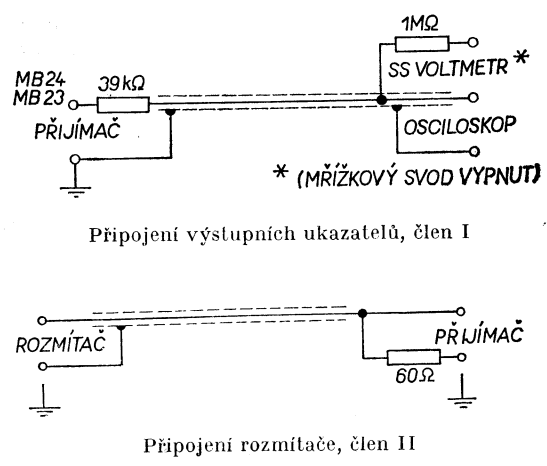 1MΩ
SS VOLTMETR *
MB24
MB23
39kΩ
PŘIJÍMAČ
OSCILOSKOP
* (MŘÍŽKOVÝ SVOD VYPNUT)
Připojení výstupních ukazatelů, člen I
ROZMÍTAČ
PŘIJÍMAČ
60Ω
Připojení rozmítače, člen II